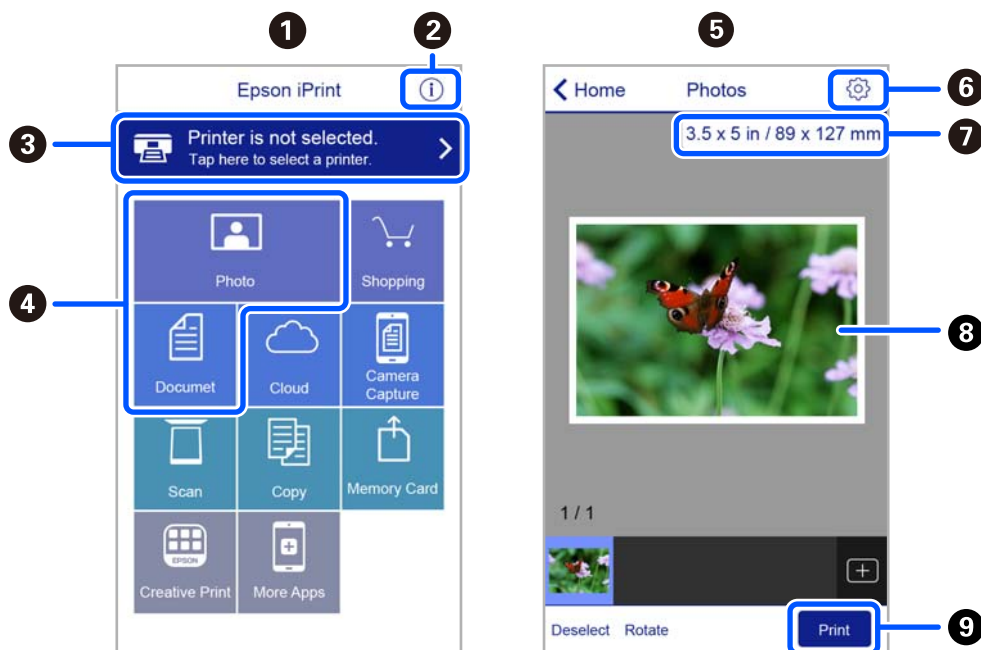 1
2
Epson iPrint
i
3
Printer is not selected.
Tap here to select a printer.
4
Photo
Shopping
Documet
Cloud
Camera
Capture
Scan
Copy
Memory Card
EPSON
Creative Print
More Apps
5
Home
Photos
6
3.5 x 5 in / 89 x 127 mm
7
8
1 / 1
Deselect
Rotate
Print
9